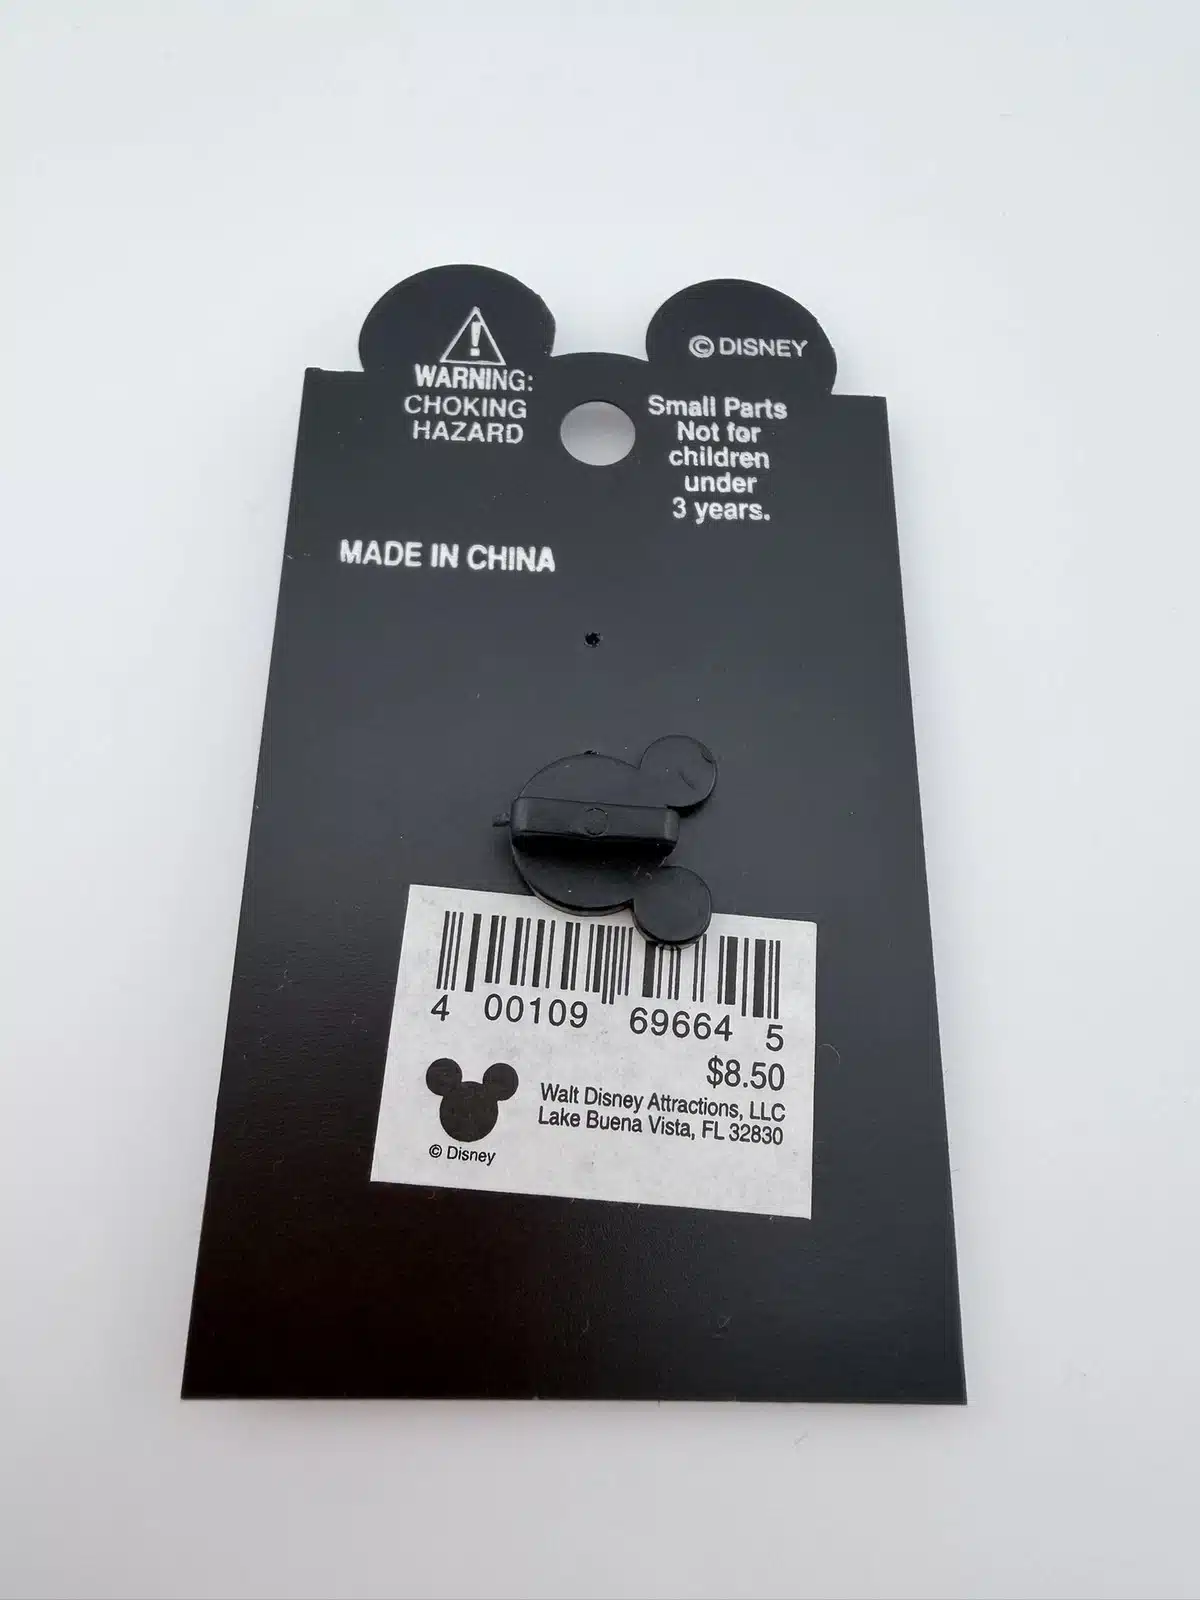 WARNING:
CHOKING
HAZARD
© DISNEY
Small Parts
Not for
children
under
3 years.
MADE IN CHINA
4 00109 69664 5
$8.50
Walt Disney Attractions, LLC
Lake Buena Vista, FL 32830
© Disney